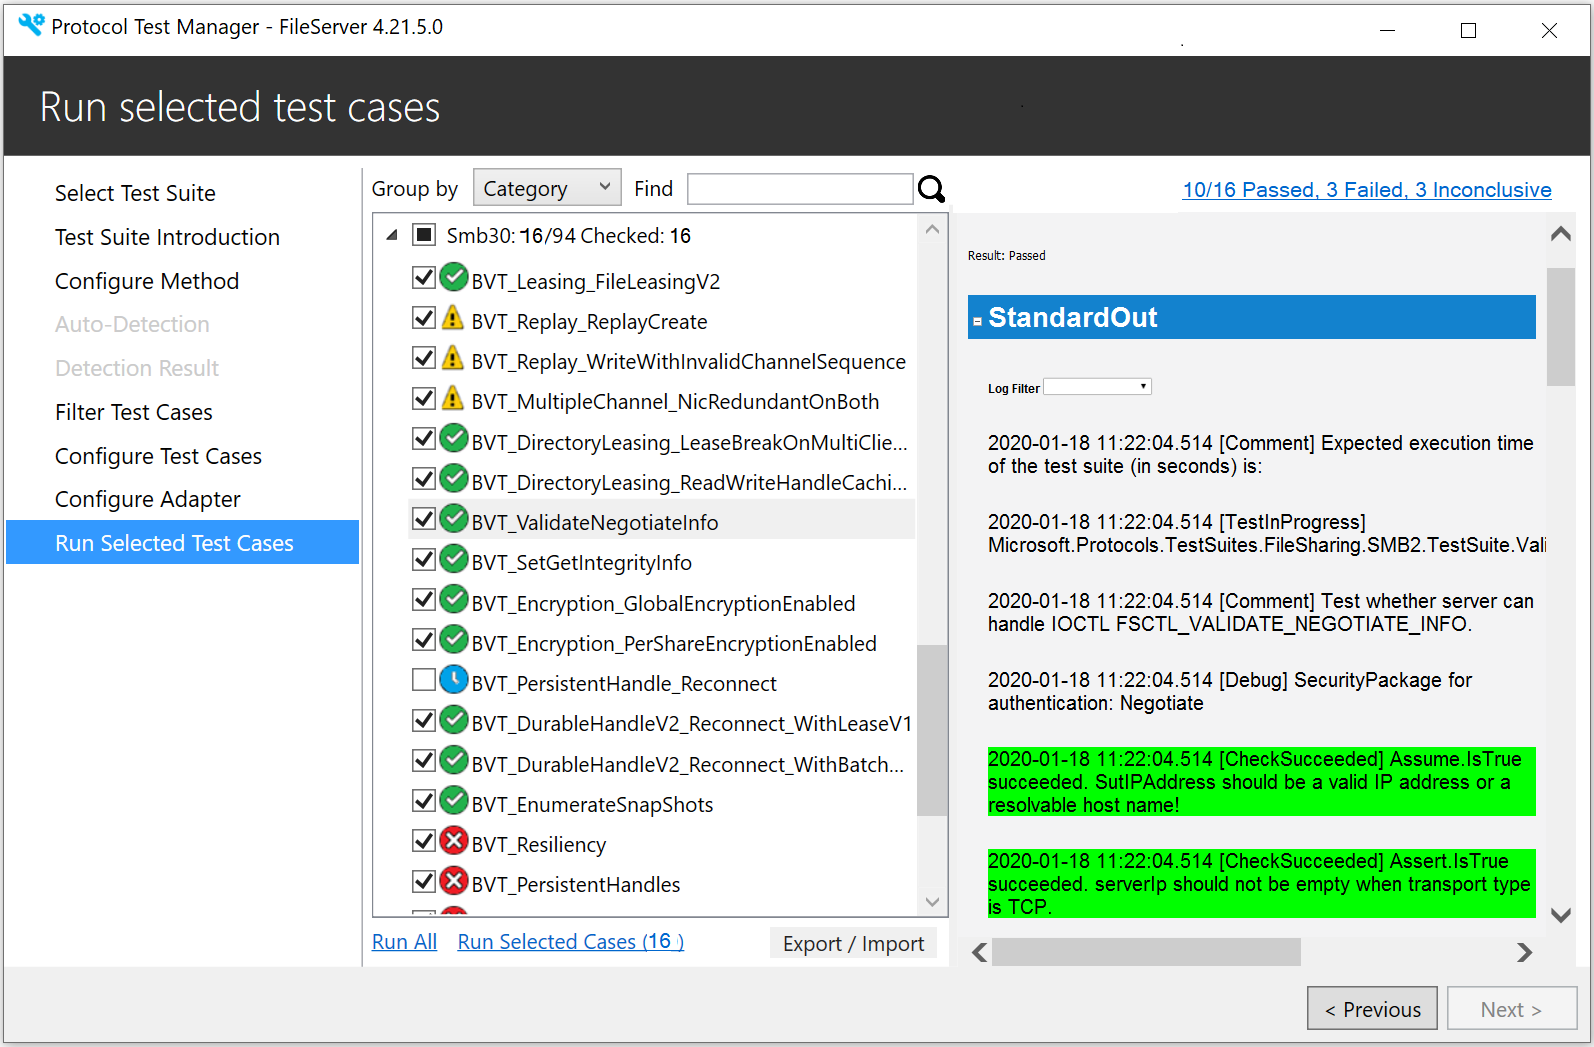 Protocol Test Manager - FileServer 4.21.5.0
Run selected test cases
Select Test Suite
Test Suite Introduction
Configure Method
Auto-Detection
Detection Result
Filter Test Cases
Configure Test Cases
Configure Adapter
Run Selected Test Cases
Group by Category Find
10/16 Passed, 3 Failed, 3 Inconclusive
Smb30: 16/94 Checked: 16
BVT_Leasing_FileLeasingV2
BVT_Replay_ReplayCreate
BVT_Replay_WriteWithInvalidChannelSequence
BVT_MultipleChannel_NicRedundantOnBoth
BVT_DirectoryLeasing_LeaseBreakOnMultiClie...
BVT_DirectoryLeasing_ReadWriteHandleCachi...
BVT_ValidateNegotiateInfo
BVT_SetGetIntegrityInfo
BVT_Encryption_GlobalEncryptionEnabled
BVT_Encryption_PerShareEncryptionEnabled
BVT_PersistentHandle_Reconnect
BVT_DurableHandleV2_Reconnect_WithLeaseV1
BVT_DurableHandleV2_Reconnect_WithBatch...
BVT_EnumerateSnapShots
BVT_Resiliency
BVT_PersistentHandles
Run All Run Selected Cases (16 )
Export / Import
Result: Passed
StandardOut
Log Filter
2020-01-18 11:22:04.514 [Comment] Expected execution time
of the test suite (in seconds) is:
2020-01-18 11:22:04.514 [TestInProgress]
Microsoft.Protocols.TestSuites.FileSharing.SMB2.TestSuite.Vali
2020-01-18 11:22:04.514 [Comment] Test whether server can
handle IOCTL FSCTL_VALIDATE_NEGOTIATE_INFO.
2020-01-18 11:22:04.514 [Debug] SecurityPackage for
authentication: Negotiate
2020-01-18 11:22:04.514 [CheckSucceeded] Assume.IsTrue
succeeded. SutIPAddress should be a valid IP address or a
resolvable host name!
2020-01-18 11:22:04.514 [CheckSucceeded] Assert.IsTrue
succeeded. serverIp should not be empty when transport type
is TCP.
< Previous
Next >